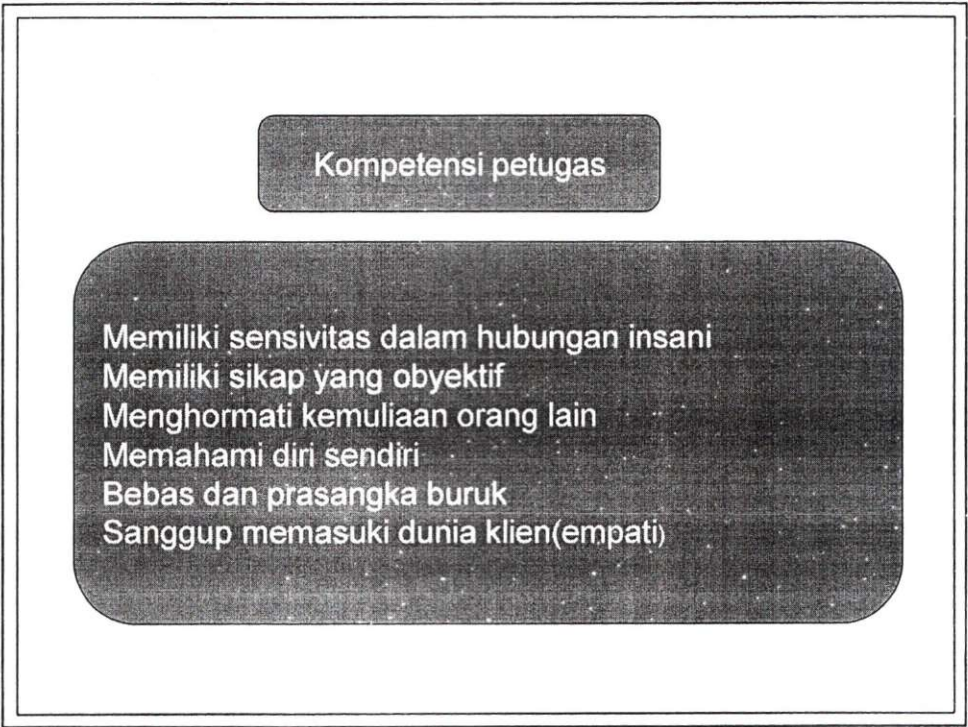 Kompetensi petugas
Memiliki sensivitas dalam hubungan insani
Memiliki sikap yang obyektif
Menghormati kemuliaan orang lain
Memahami diri sendiri
Bebas dan prasangka buruk
Sanggup memasuki dunia klien(empati)